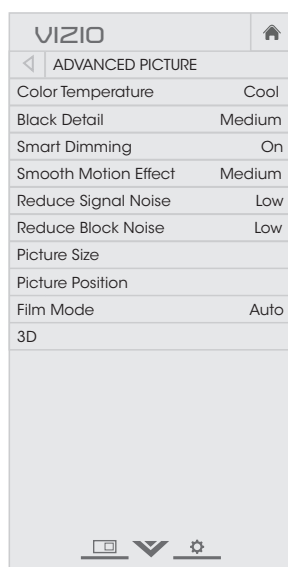 VIZIO
ADVANCED PICTURE
Color Temperature Cool
Black Detail Medium
Smart Dimming On
Smooth Motion Effect Medium
Reduce Signal Noise Low
Reduce Block Noise Low
Picture Size
Picture Position
Film Mode Auto
3D